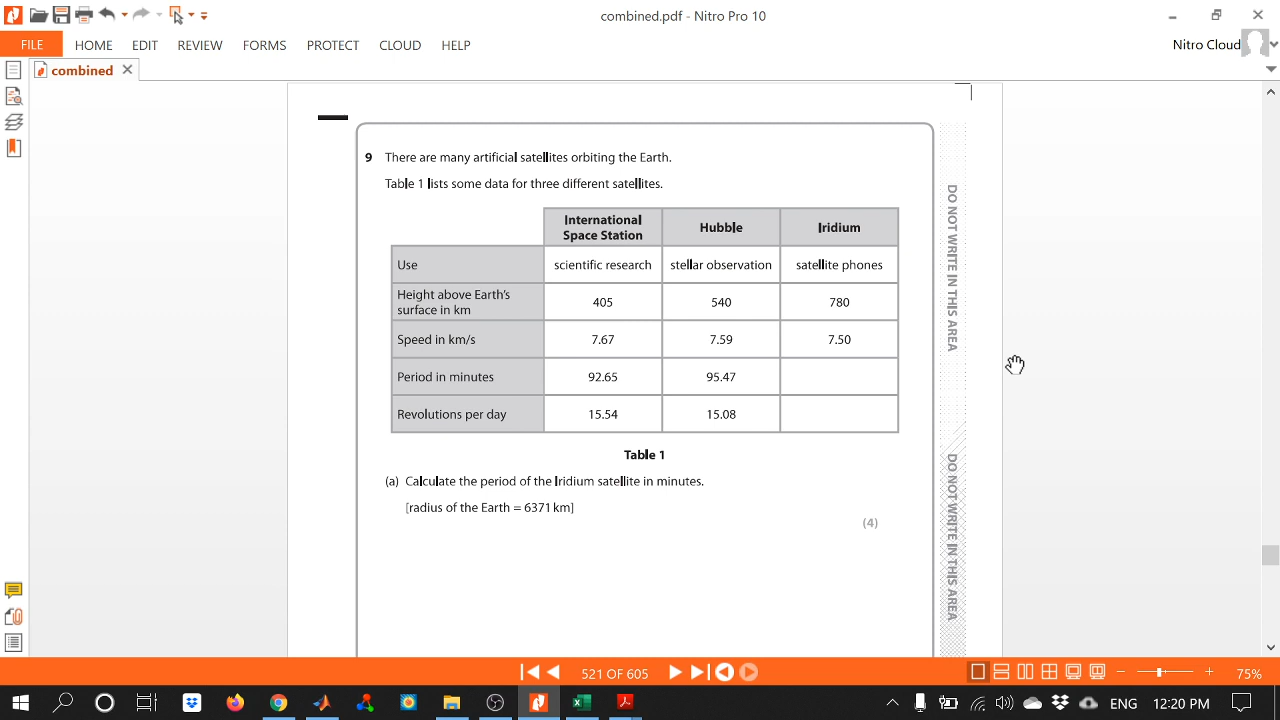 combined.pdf - Nitro Pro 10
FILE HOME EDIT REVIEW FORMS PROTECT CLOUD HELP
Nitro Cloud
combined
9 There are many artificial satellites orbiting the Earth.
Table 1 lists some data for three different satellites.
International Space Station Hubble Iridium
Use scientific research stellar observation satellite phones
Height above Earth's surface in km 405 540 780
Speed in km/s 7.67 7.59 7.50
Period in minutes 92.65 95.47
Revolutions per day 15.54 15.08
Table 1
(a) Calculate the period of the Iridium satellite in minutes.
[radius of the Earth = 6371 km]
(4)
DO NOT WRITE IN THIS AREA
DO NOT WRITE IN THIS AREA
521 OF 605
75%
ENG 12:20 PM